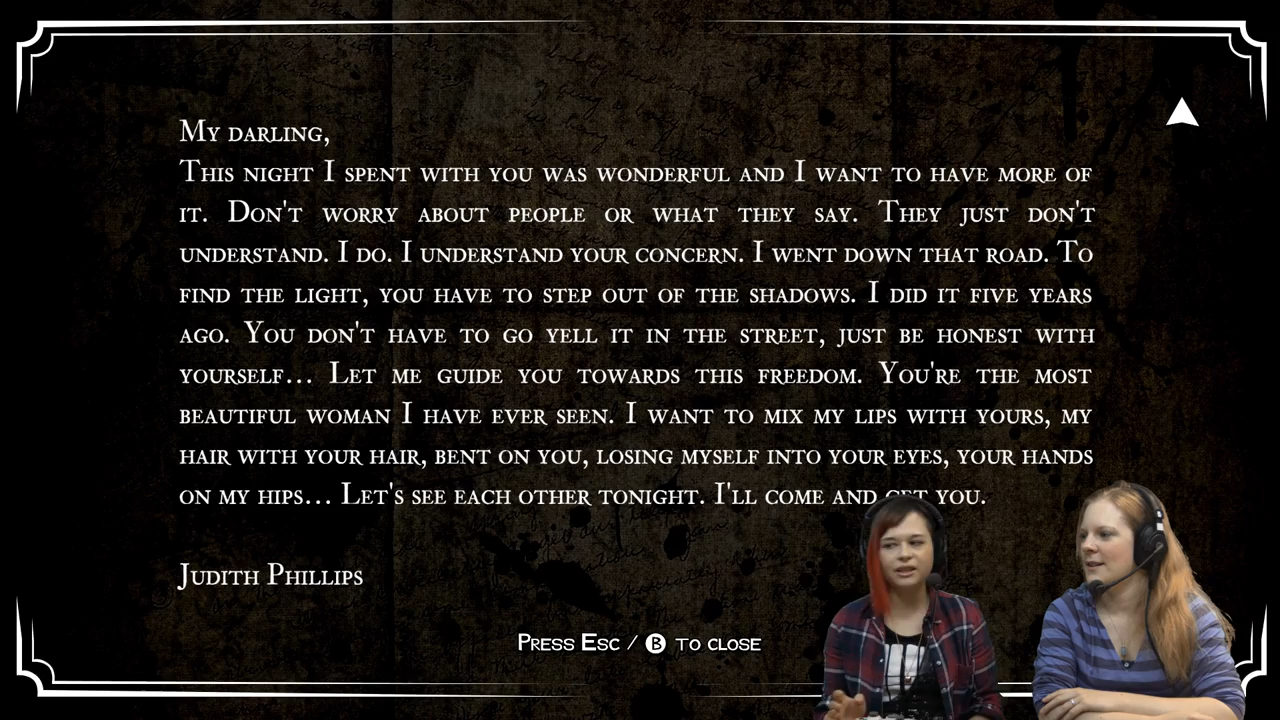 My darling,
This night I spent with you was wonderful and I want to have more of
it. Don't worry about people or what they say. They just don't
understand. I do. I understand your concern. I went down that road. To
find the light, you have to step out of the shadows. I did it five years
ago. You don't have to go yell it in the street, just be honest with
yourself... Let me guide you towards this freedom. You're the most
beautiful woman I have ever seen. I want to mix my lips with yours, my
hair with your hair, bent on you, losing myself into your eyes, your hands
on my hips... Let's see each other tonight. I'll come and get you.
Judith Phillips
Press Esc / B to close